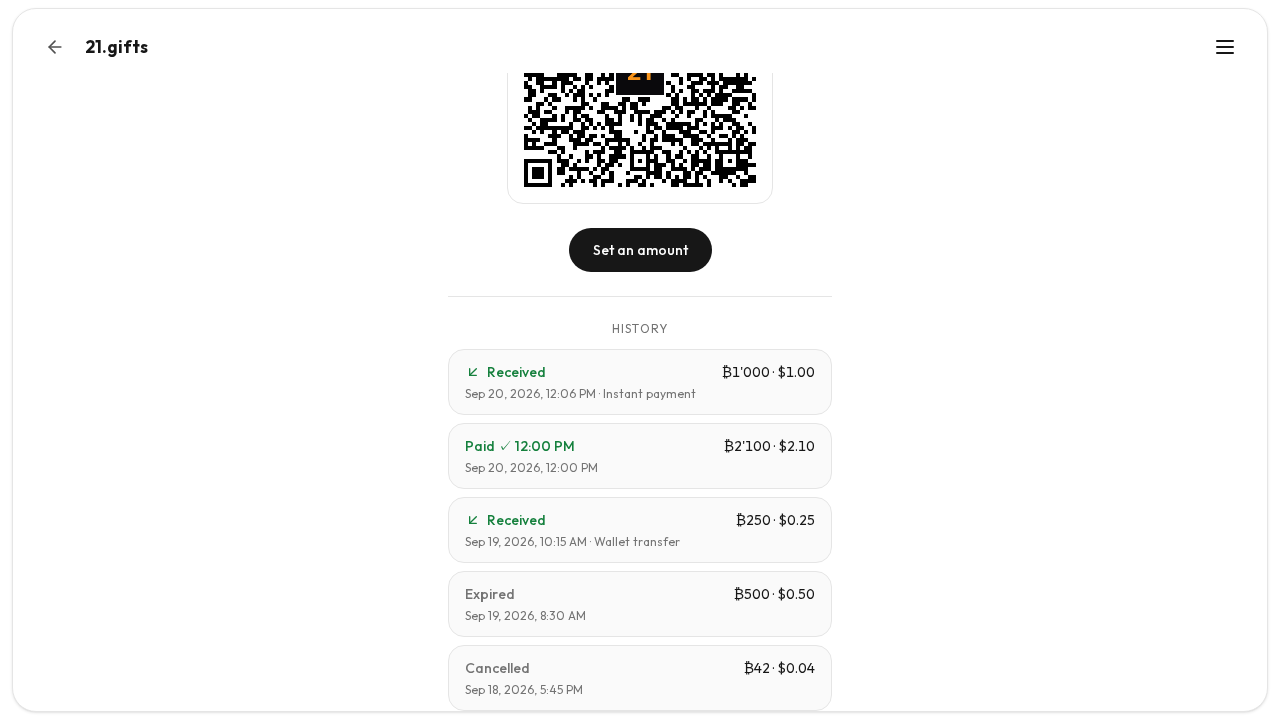 21.gifts
21
Set an amount
HISTORY
Received ₿1'000 · $1.00
Sep 20, 2026, 12:06 PM · Instant payment
Paid ✓ 12:00 PM ₿2'100 · $2.10
Sep 20, 2026, 12:00 PM
Received ₿250 · $0.25
Sep 19, 2026, 10:15 AM · Wallet transfer
Expired ₿500 · $0.50
Sep 19, 2026, 8:30 AM
Cancelled ₿42 · $0.04
Sep 18, 2026, 5:45 PM